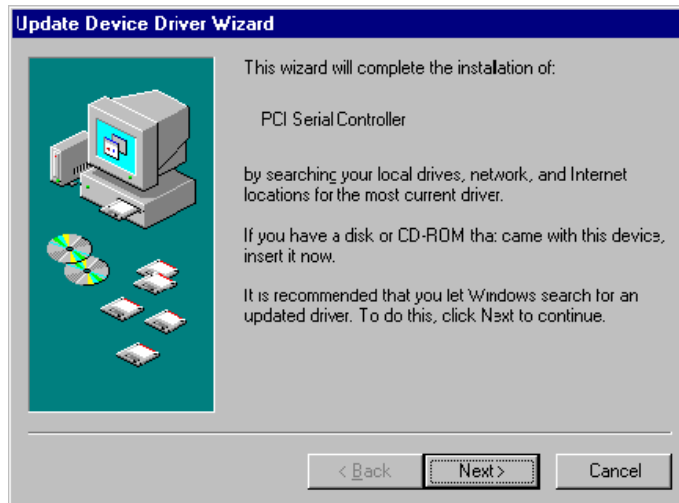 Update Device Driver Wizard
This wizard will complete the installation of:
PCI Serial Controller
by searching your local drives, network, and Internet
locations for the most current driver.
If you have a disk or CD-ROM that came with this device,
insert it now.
It is recommended that you let Windows search for an
updated driver. To do this, click Next to continue.
< Back
Next >
Cancel